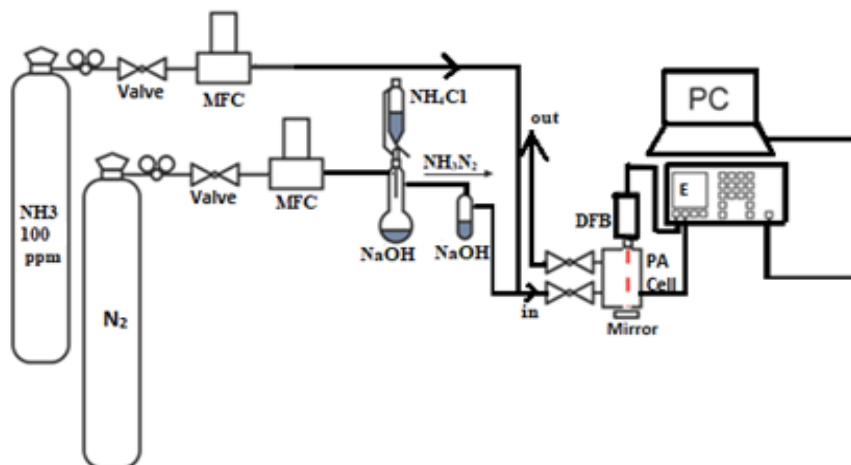 Valve
MFC
NH₄Cl
out
PC
NH₃N₂
E
Valve
MFC
DFB
NH3
100
ppm
NaOH
NaOH
PA
Cell
N₂
in
Mirror